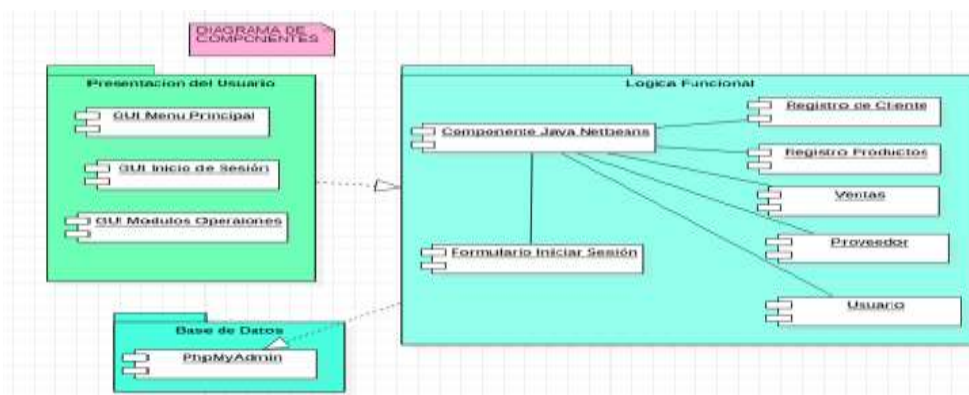 DIAGRAMA DE
COMPONENTES
Presentacion del Usuario
GUI Menu Principal
GUI Inicio de Sesión
GUI Modulos Operaiones
Logica Funcional
Componente Java Netbeans
Formulario Iniciar Sesión
Registro de Cliente
Registro Productos
Ventas
Proveedor
Usuario
Base de Datos
PhpMyAdmin